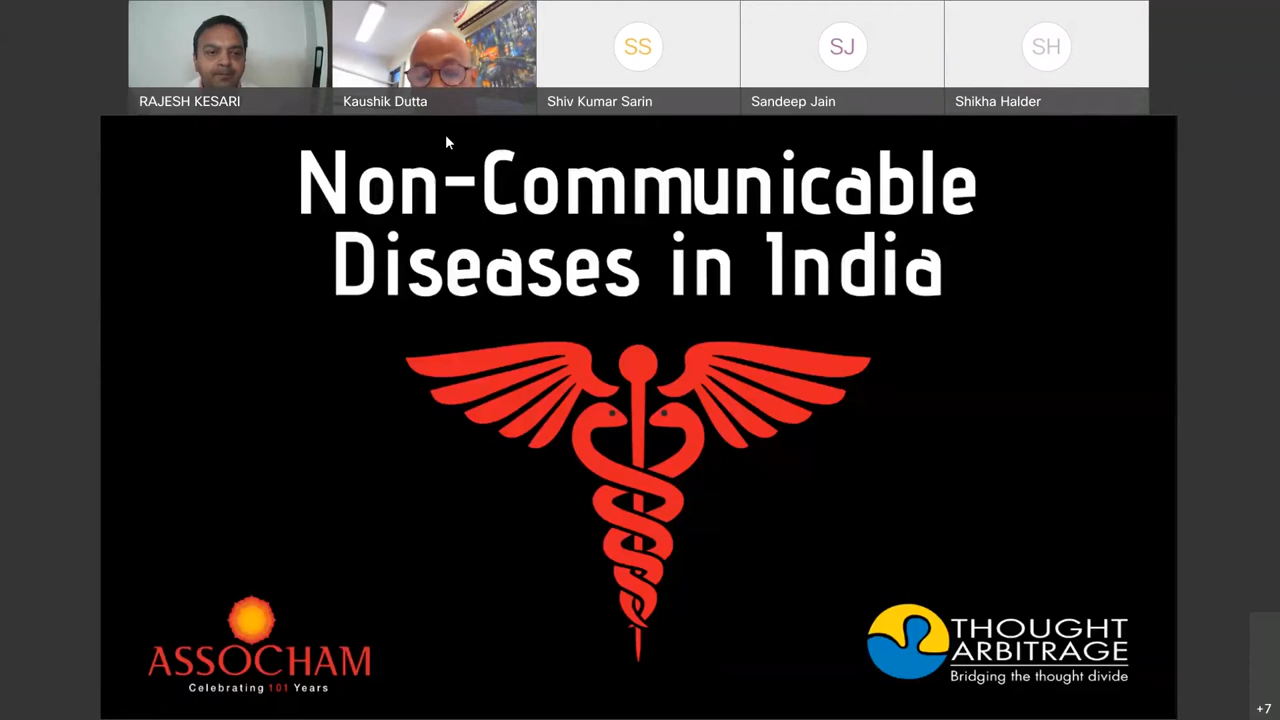 RAJESH KESARI
Kaushik Dutta
SS
Shiv Kumar Sarin
SJ
Sandeep Jain
SH
Shikha Halder
Non-Communicable
Diseases in India
ASSOCHAM
Celebrating 101 Years
THOUGHT
ARBITRAGE
Bridging the thought divide
+7